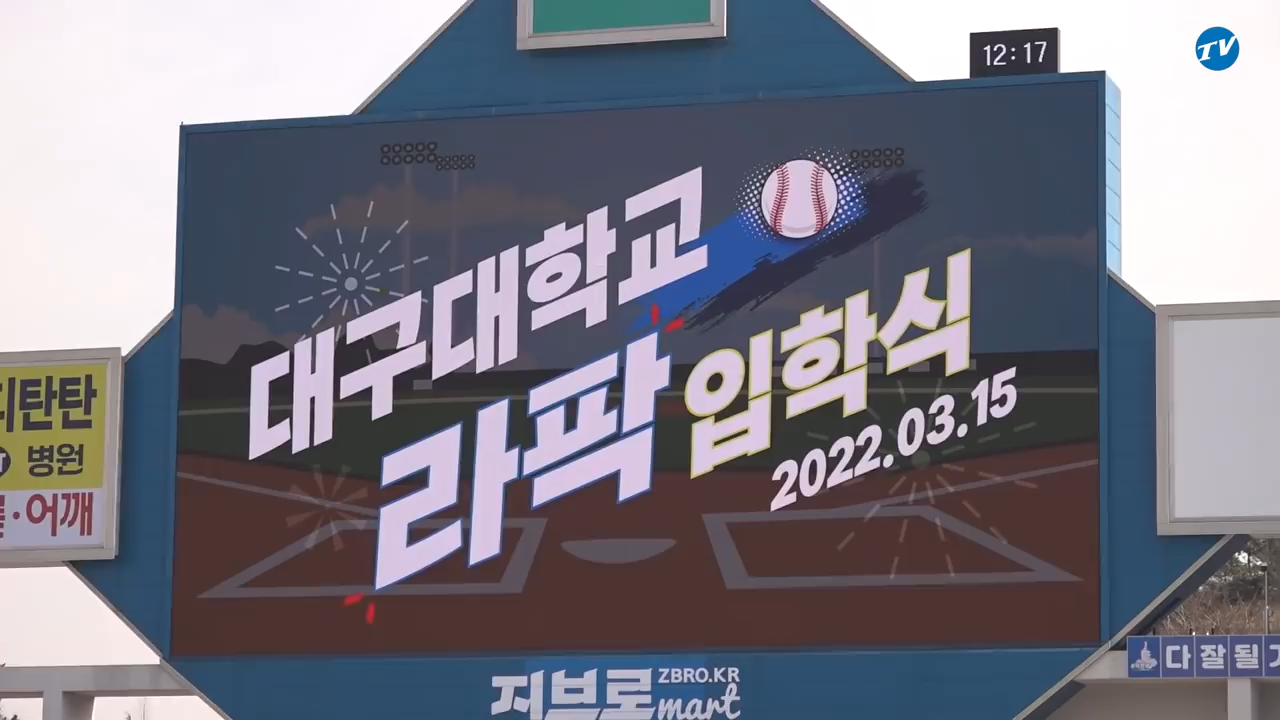 TV
12:17
대구대학교
라팍 입학식
2022.03.15
디탄탄
병원
·어깨
지브로 ZBRO.KR
mart
다 잘 될